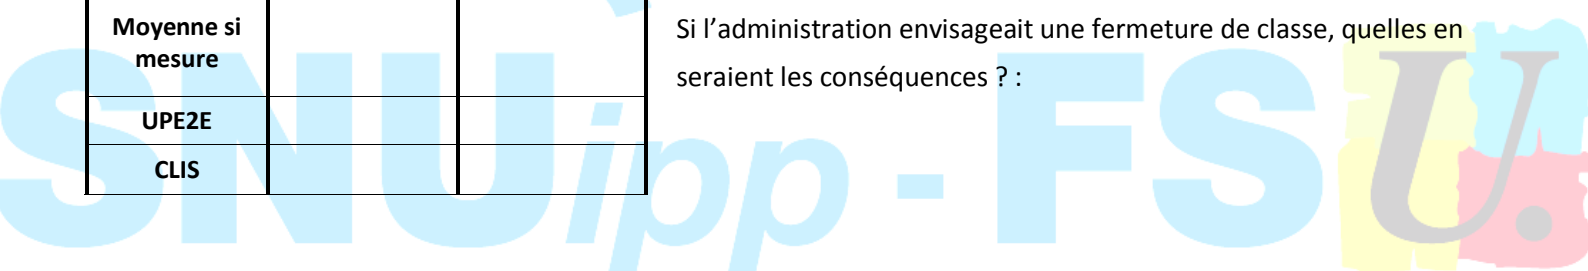 Moyenne si
mesure
UPE2E
CLIS
Si l’administration envisageait une fermeture de classe, quelles en
seraient les conséquences ? :
SNUipp - FSU.